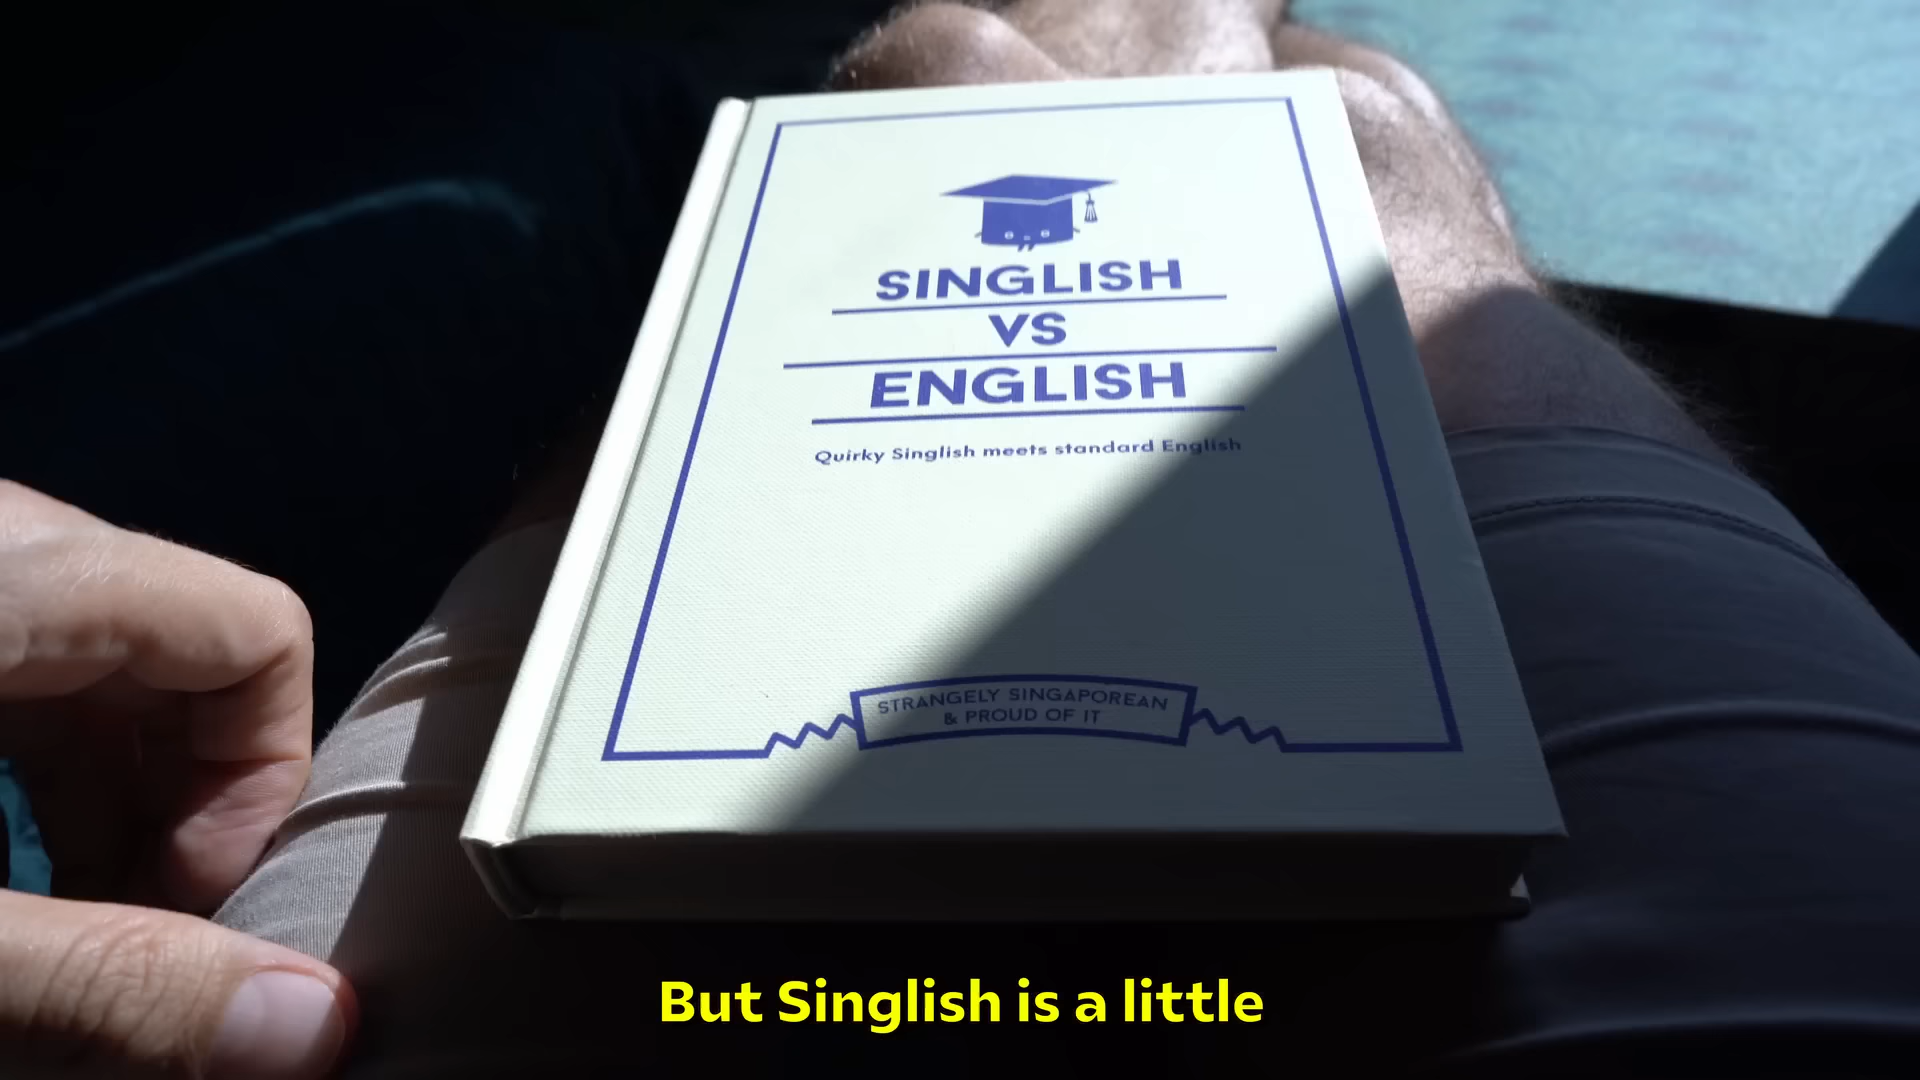 SINGLISH
VS
ENGLISH
Quirky Singlish meets standard English
STRANGELY SINGAPOREAN
& PROUD OF IT
But Singlish is a little